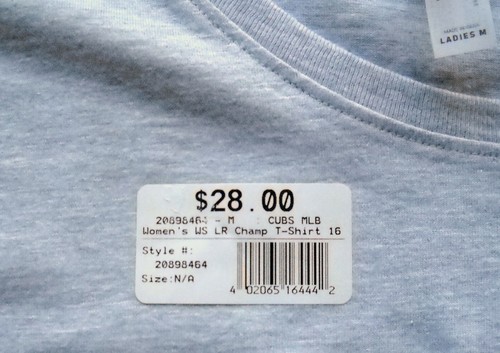 LADIES M
$28.00
20898464 - M : CUBS MLB
Women's WS LR Champ T-Shirt 16
Style #:
20898464
Size:N/A
4 02065 16444 2